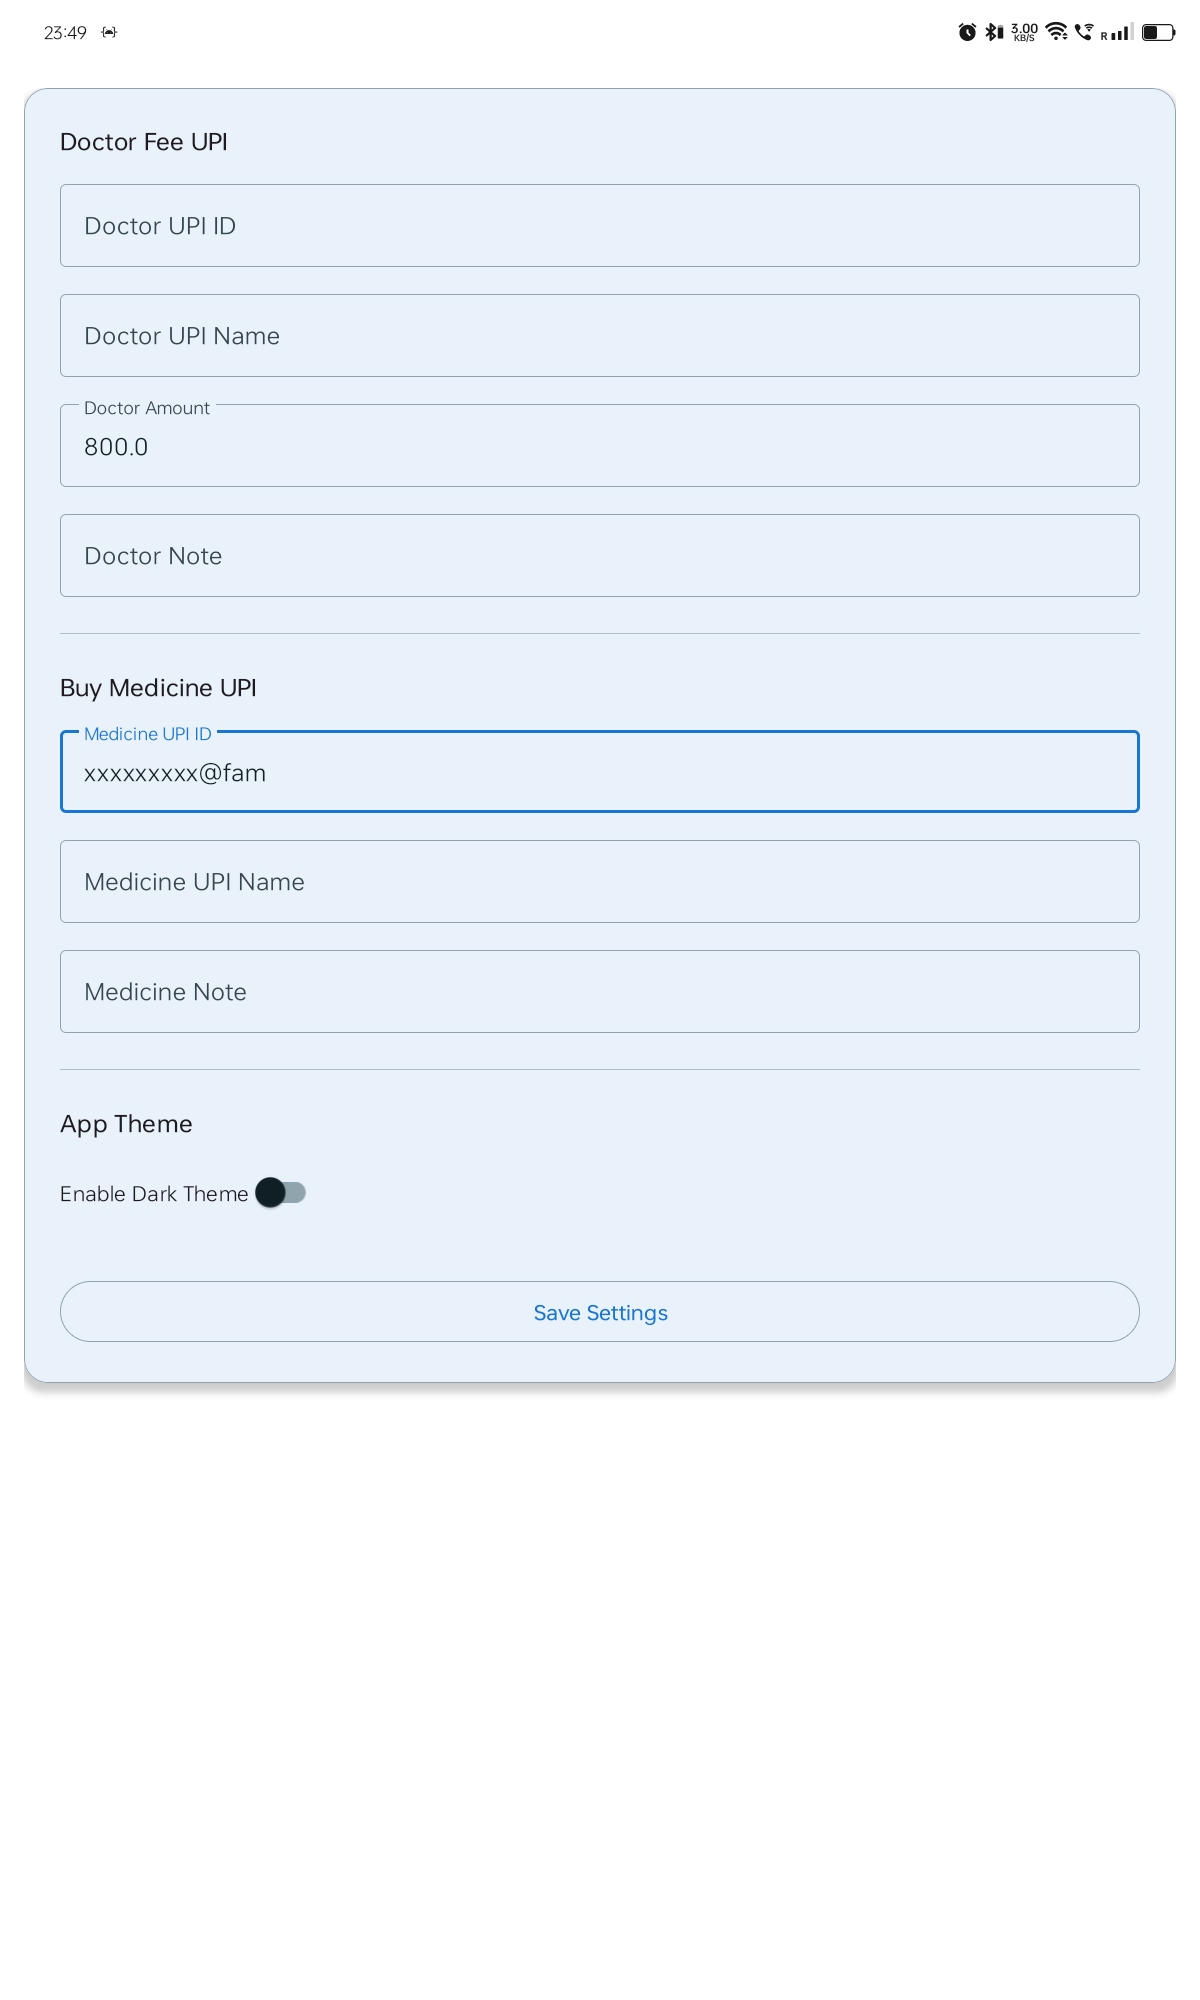 23:49
3.00
KB/S
R
Doctor Fee UPI
Doctor UPI ID
Doctor UPI Name
Doctor Amount
800.0
Doctor Note
Buy Medicine UPI
Medicine UPI ID
xxxxxxxxx@fam
Medicine UPI Name
Medicine Note
App Theme
Enable Dark Theme
Save Settings